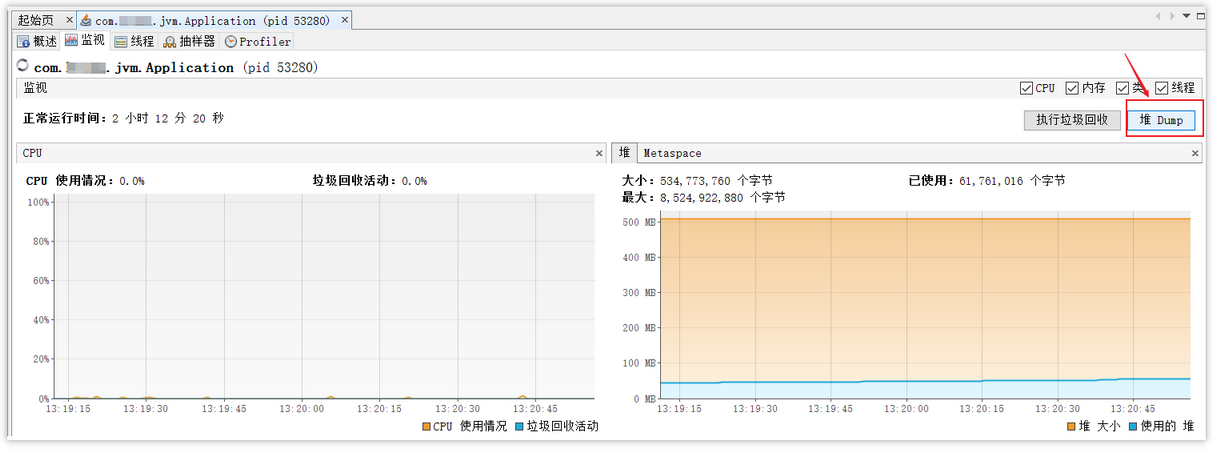 起始页 × com. .jvm.Application (pid 53280) ×
概述 监视 线程 抽样器 Profiler
com. .jvm.Application (pid 53280)
监视 CPU 内存 类 线程
正常运行时间：2 小时 12 分 20 秒 执行垃圾回收 堆 Dump
CPU ×
CPU 使用情况：0.0% 垃圾回收活动：0.0%
100%
80%
60%
40%
20%
0%
13:19:15 13:19:30 13:19:45 13:20:00 13:20:15 13:20:30 13:20:45
CPU 使用情况 垃圾回收活动
堆 Metaspace ×
大小：534,773,760 个字节 已使用：61,761,016 个字节
最大：8,524,922,880 个字节
500 MB
400 MB
300 MB
200 MB
100 MB
0 MB
13:19:15 13:19:30 13:19:45 13:20:00 13:20:15 13:20:30 13:20:45
堆 大小 使用的 堆